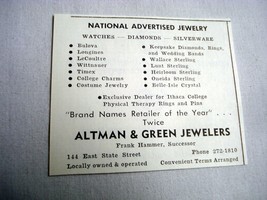 NATIONAL ADVERTISED JEWELRY
WATCHES — DIAMONDS — SILVERWARE
• Bulova
• Longines
• LeCoultre
• Wittnauer
• Timex
• College Charms
• Costume Jewelry
• Keepsake Diamonds, Rings, and Wedding Bands
• Wallace Sterling
• Lunt Sterling
• Heirloom Sterling
• Oneida Sterling
• Belle Isle Crystal
• Exclusive Dealer for Ithaca College
Physical Therapy Rings and Pins
"Brand Names Retailer of the Year" . . .
Twice
ALTMAN & GREEN JEWELERS
Frank Hammer, Successor
144 East State Street Phone 272-1810
Locally owned & operated Convenient Terms Arranged